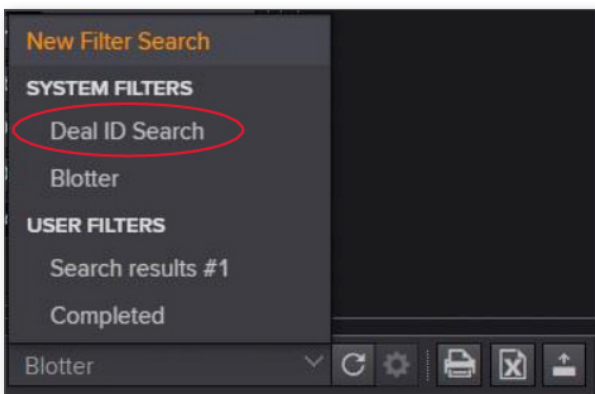 New Filter Search
SYSTEM FILTERS
Deal ID Search
Blotter
USER FILTERS
Search results #1
Completed
Blotter